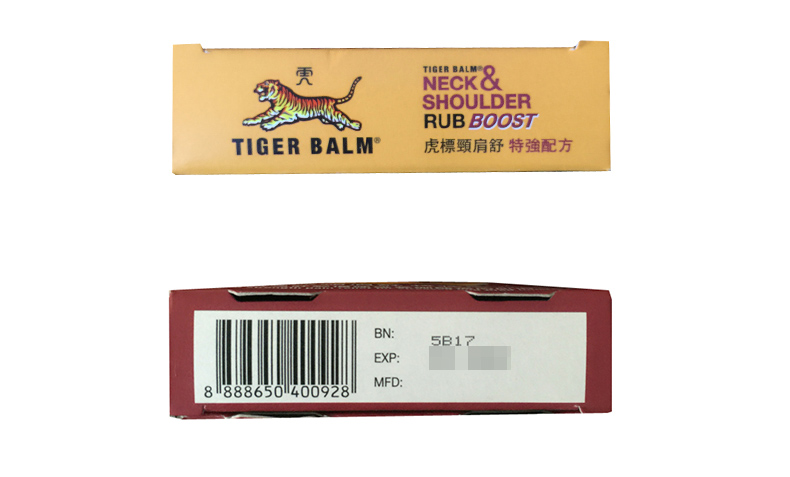 TIGER BALM®
NECK &
SHOULDER
RUB BOOST
虎標頸肩舒 特強配方
TIGER BALM®
BN: 5B17
EXP:
MFD:
8 888650 400928